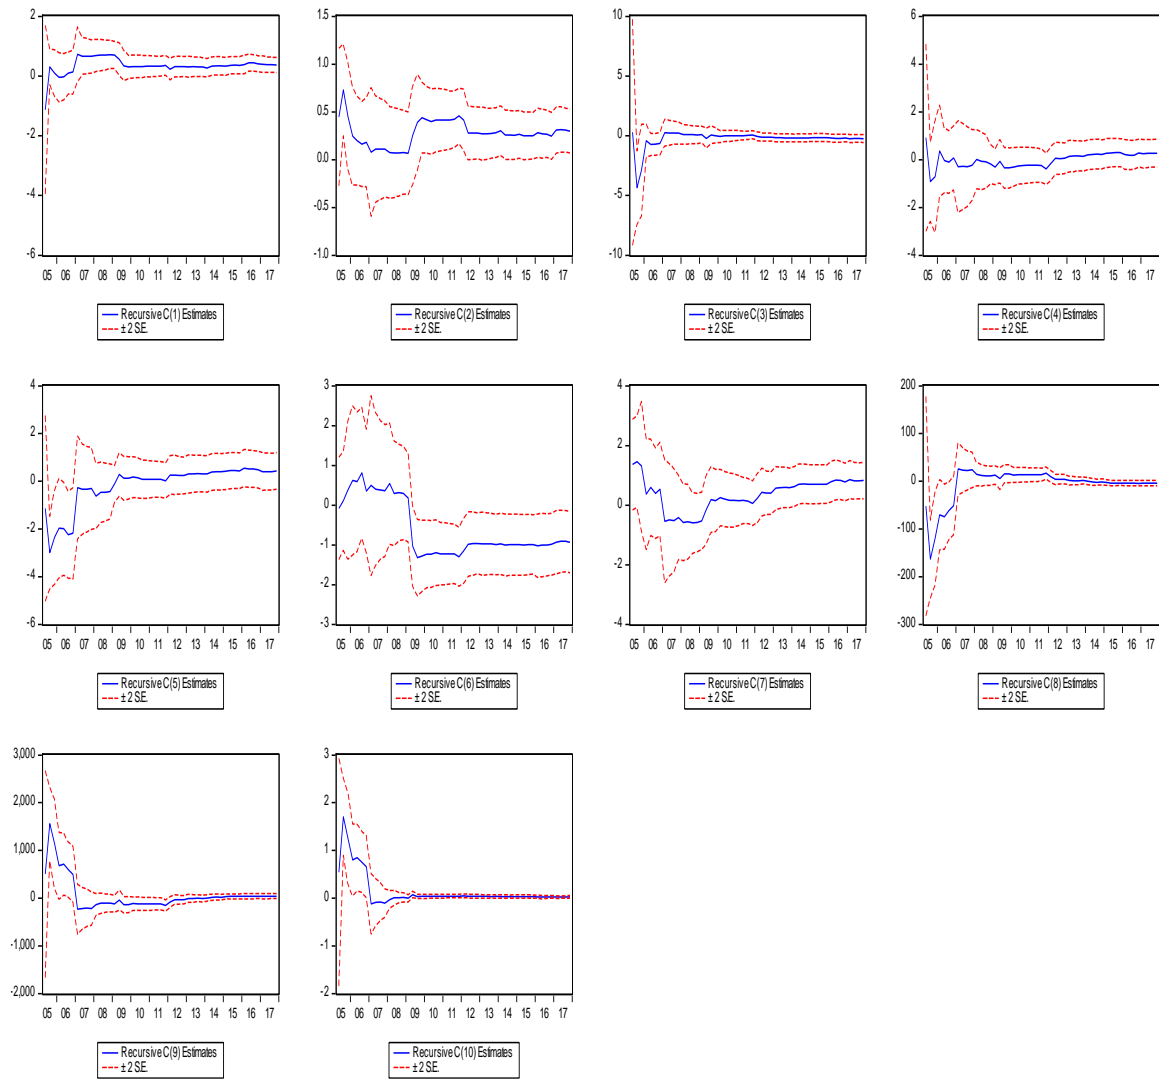 2
0
-2
-4
-6
05 06 07 08 09 10 11 12 13 14 15 16 17
Recursive C(1) Estimates
± 2 S.E.
1.5
1.0
0.5
0.0
-0.5
-1.0
05 06 07 08 09 10 11 12 13 14 15 16 17
Recursive C(2) Estimates
± 2 S.E.
10
5
0
-5
-10
05 06 07 08 09 10 11 12 13 14 15 16 17
Recursive C(3) Estimates
± 2 S.E.
6
4
2
0
-2
-4
05 06 07 08 09 10 11 12 13 14 15 16 17
Recursive C(4) Estimates
± 2 S.E.
4
2
0
-2
-4
-6
05 06 07 08 09 10 11 12 13 14 15 16 17
Recursive C(5) Estimates
± 2 S.E.
3
2
1
0
-1
-2
-3
05 06 07 08 09 10 11 12 13 14 15 16 17
Recursive C(6) Estimates
± 2 S.E.
4
2
0
-2
-4
05 06 07 08 09 10 11 12 13 14 15 16 17
Recursive C(7) Estimates
± 2 S.E.
200
100
0
-100
-200
-300
05 06 07 08 09 10 11 12 13 14 15 16 17
Recursive C(8) Estimates
± 2 S.E.
3,000
2,000
1,000
0
-1,000
-2,000
05 06 07 08 09 10 11 12 13 14 15 16 17
Recursive C(9) Estimates
± 2 S.E.
3
2
1
0
-1
-2
05 06 07 08 09 10 11 12 13 14 15 16 17
Recursive C(10) Estimates
± 2 S.E.